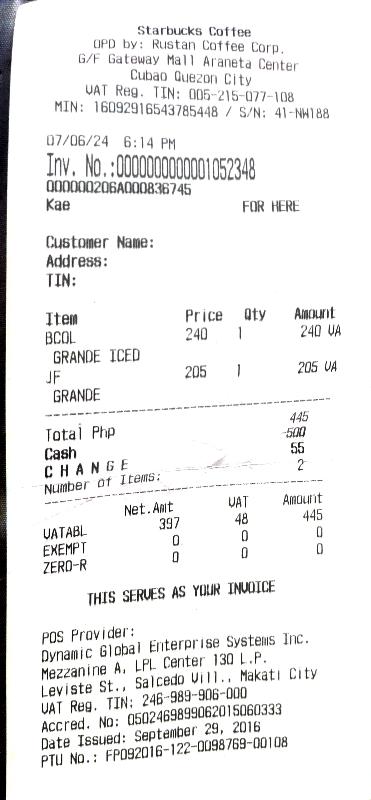 Starbucks Coffee
OPD by: Rustan Coffee Corp.
G/F Gateway Mall Araneta Center
Cubao Quezon City
VAT Reg. TIN: 005-215-077-108
MIN: 16092916543785448 / S/N: 41-NW188
07/06/24 6:14 PM
Inv. No.:0000000000001052348
000000206A000836745
Kae FOR HERE
Customer Name:
Address:
TIN:
Item Price Qty Amount
BCOL 240 1 240 VA
GRANDE ICED
JF 205 1 205 VA
GRANDE
Total Php 445
Cash 500
CHANGE 55
Number of Items: 2
Net.Amt VAT Amount
VATABL 397 48 445
EXEMPT 0 0 0
ZERO-R 0 0 0
THIS SERVES AS YOUR INVOICE
POS Provider:
Dynamic Global Enterprise Systems Inc.
Mezzanine A, LPL Center 130 L.P.
Leviste St., Salcedo Vill., Makati City
VAT Reg. TIN: 246-989-906-000
Accred. No: 0502469899062015060333
Date Issued: September 29, 2016
PTU No.: FP092016-122-0098769-00108